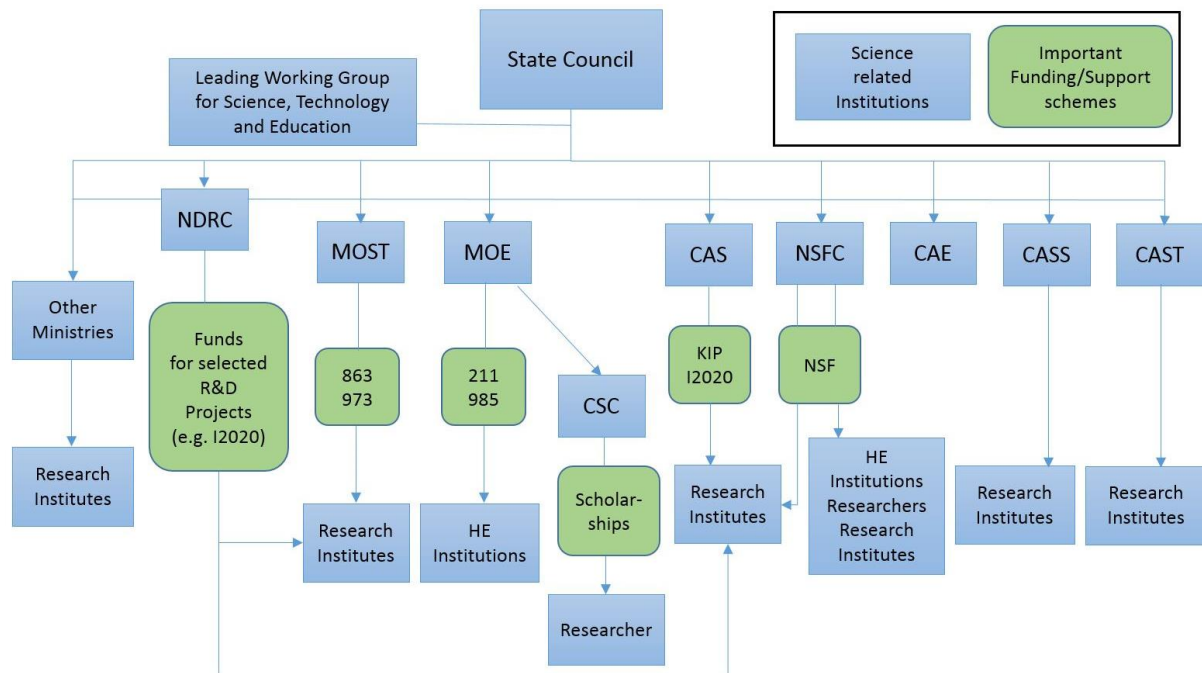 State Council
Leading Working Group
for Science, Technology
and Education
Science
related
Institutions
Important
Funding/Support
schemes
NDRC
MOST
MOE
CAS
NSFC
CAE
CASS
CAST
Other
Ministries
Funds
for selected
R&D
Projects
(e.g. I2020)
863
973
211
985
CSC
KIP
I2020
NSF
Research
Institutes
Research
Institutes
HE
Institutions
Scholar-
ships
Research
Institutes
HE
Institutions
Researchers
Research
Institutes
Research
Institutes
Research
Institutes
Researcher